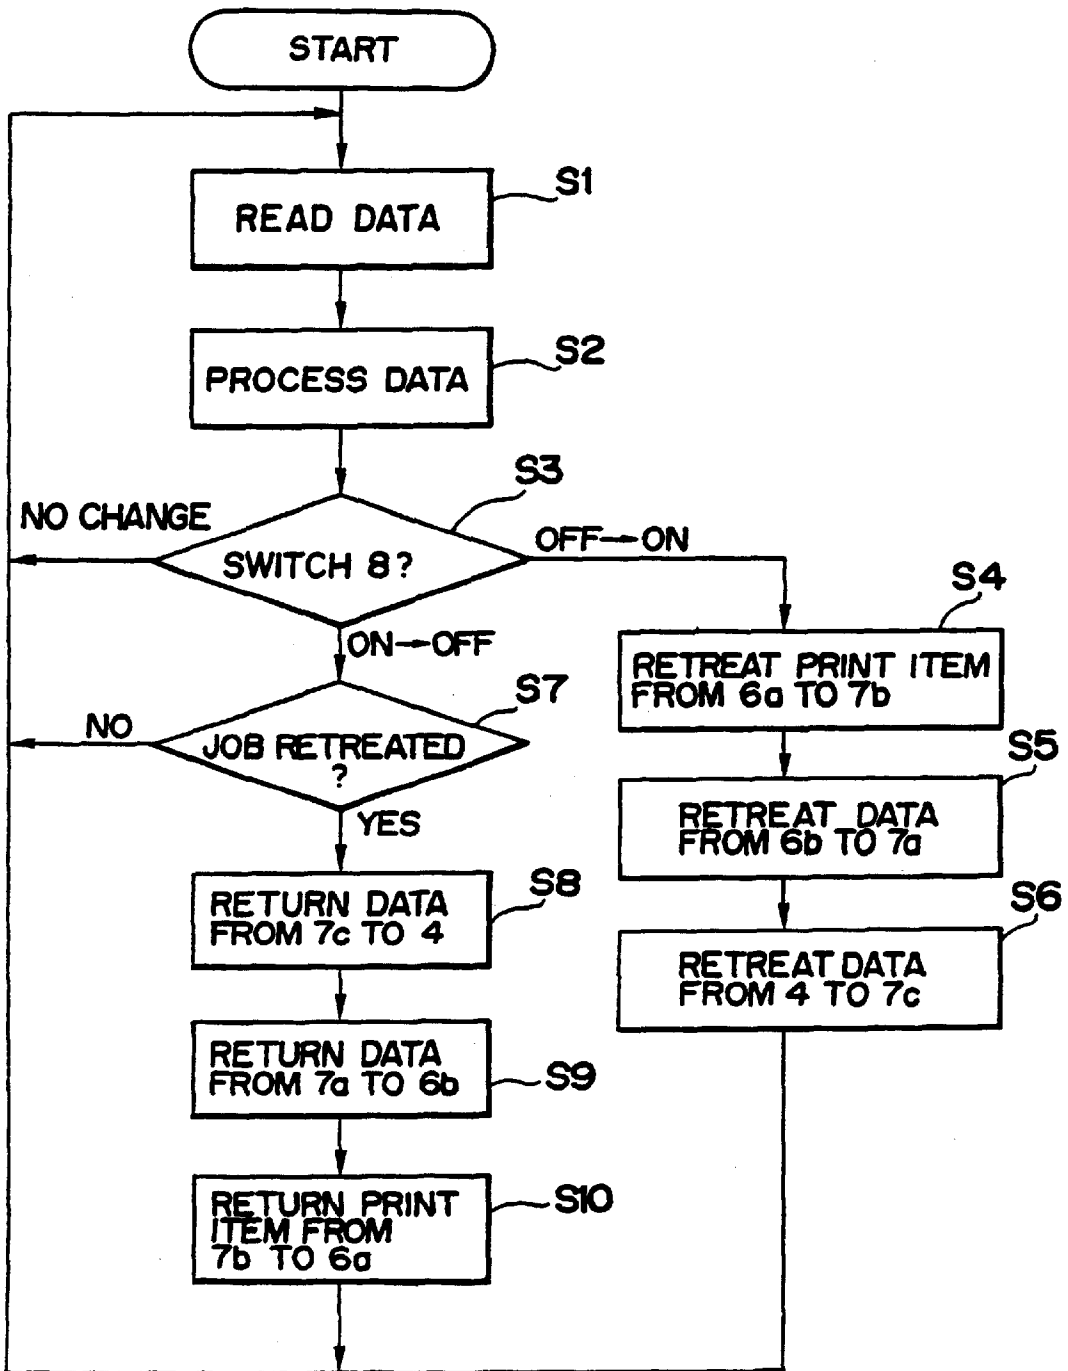 START
READ DATA
S1
PROCESS DATA
S2
S3
NO CHANGE
SWITCH 8?
OFF→ON
ON→OFF
S4
RETREAT PRINT ITEM
FROM 6a TO 7b
S7
NO
JOB RETREATED
?
YES
S5
RETREAT DATA
FROM 6b TO 7a
S8
RETURN DATA
FROM 7c TO 4
S6
RETREAT DATA
FROM 4 TO 7c
RETURN DATA
FROM 7a TO 6b
S9
RETURN PRINT
ITEM FROM
7b TO 6a
S10